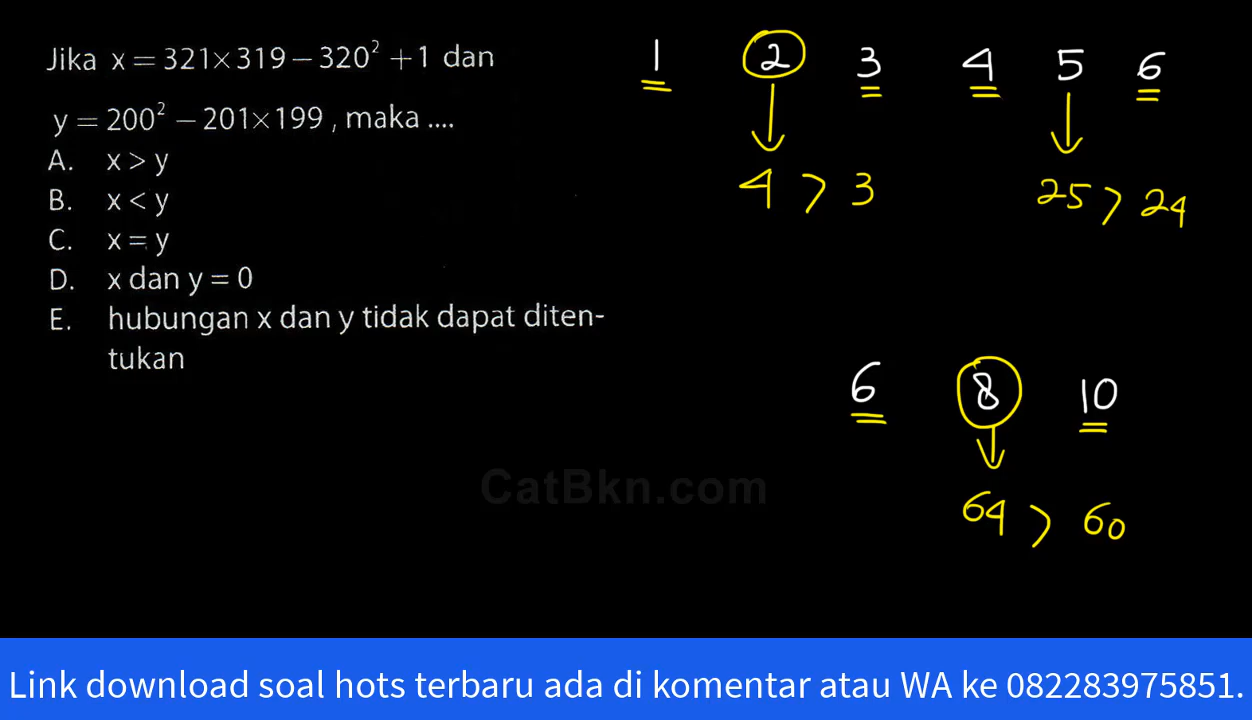 Jika x = 321×319 – 320² + 1 dan
y = 200² – 201×199 , maka ....
A. x > y
B. x < y
C. x = y
D. x dan y = 0
E. hubungan x dan y tidak dapat diten-
tukan
1 2 3 4 5 6
4 > 3 25 > 24
6 8 10
64 > 60
CatBkn.com
Link download soal hots terbaru ada di komentar atau WA ke 082283975851.